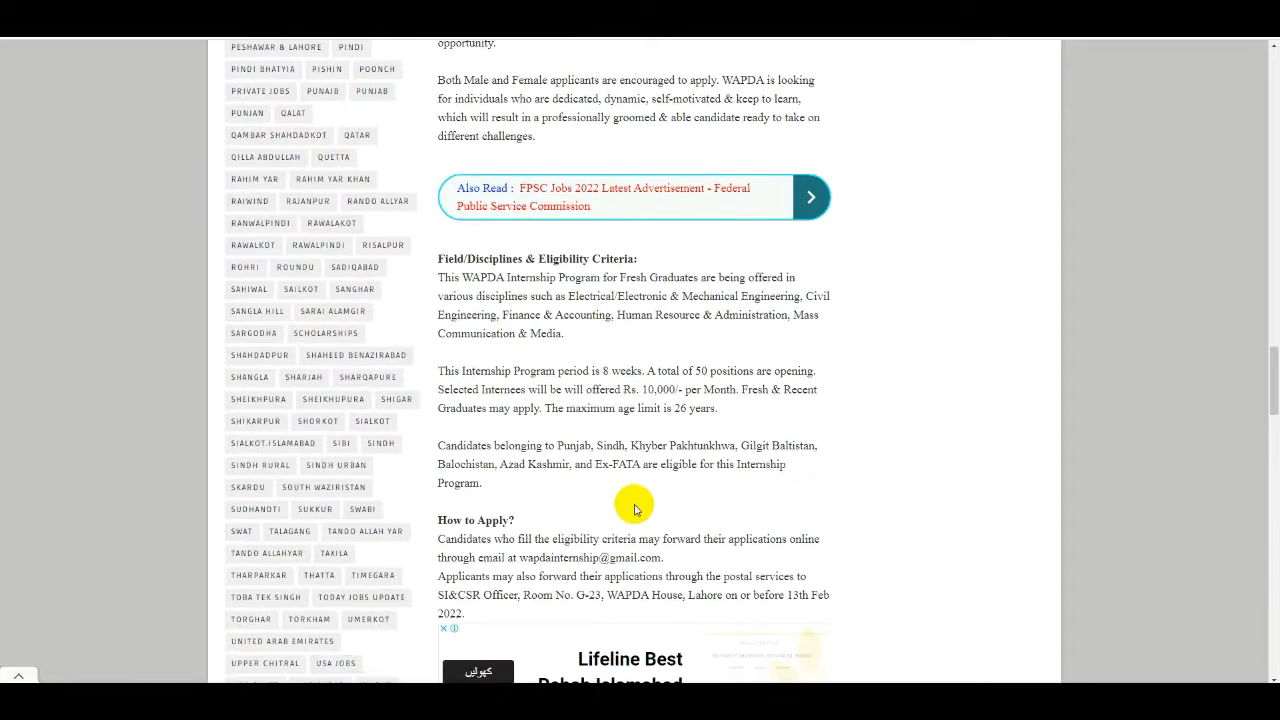 PESHAWAR & LAHORE PINDI
PINDI BHATYIA PISHIN POONCH
PRIVATE JOBS PUNAJB PUNJAB
PUNJAN QALAT
QAMBAR SHAHDADKOT QATAR
QILLA ABDULLAH QUETTA
RAHIM YAR RAHIM YAR KHAN
RAIWIND RAJANPUR RANDO ALLYAR
RANWALPINDI RAWALAKOT
RAWALKOT RAWALPINDI RISALPUR
ROHRI ROUNDU SADIQABAD
SAHIWAL SAILKOT SANGHAR
SANGLA HILL SARAI ALAMGIR
SARGODHA SCHOLARSHIPS
SHAHDADPUR SHAHEED BENAZIRABAD
SHANGLA SHARJAH SHARQAPURE
SHEIKHPURA SHEIKHUPURA SHIGAR
SHIKARPUR SHORKOT SIALKOT
SIALKOT.ISLAMABAD SIBI SINDH
SINDH RURAL SINDH URBAN
SKARDU SOUTH WAZIRISTAN
SUDHANOTI SUKKUR SWABI
SWAT TALAGANG TANDO ALLAH YAR
TANDO ALLAHYAR TAXILA
THARPARKAR THATTA TIMEGARA
TOBA TEK SINGH TODAY JOBS UPDATE
TORGHAR TORKHAM UMERKOT
UNITED ARAB EMIRATES
UPPER CHITRAL USA JOBS
opportunity.
Both Male and Female applicants are encouraged to apply. WAPDA is looking
for individuals who are dedicated, dynamic, self-motivated & keep to learn,
which will result in a professionally groomed & able candidate ready to take on
different challenges.
Also Read : FPSC Jobs 2022 Latest Advertisement - Federal
Public Service Commission
Field/Disciplines & Eligibility Criteria:
This WAPDA Internship Program for Fresh Graduates are being offered in
various disciplines such as Electrical/Electronic & Mechanical Engineering, Civil
Engineering, Finance & Accounting, Human Resource & Administration, Mass
Communication & Media.
This Internship Program period is 8 weeks. A total of 50 positions are opening.
Selected Internees will be will offered Rs. 10,000/- per Month. Fresh & Recent
Graduates may apply. The maximum age limit is 26 years.
Candidates belonging to Punjab, Sindh, Khyber Pakhtunkhwa, Gilgit Baltistan,
Balochistan, Azad Kashmir, and Ex-FATA are eligible for this Internship
Program.
How to Apply?
Candidates who fill the eligibility criteria may forward their applications online
through email at wapdainternship@gmail.com.
Applicants may also forward their applications through the postal services to
SI&CSR Officer, Room No. G-23, WAPDA House, Lahore on or before 13th Feb
2022.
Lifeline Best
کھولیں
Rehab Islamabad